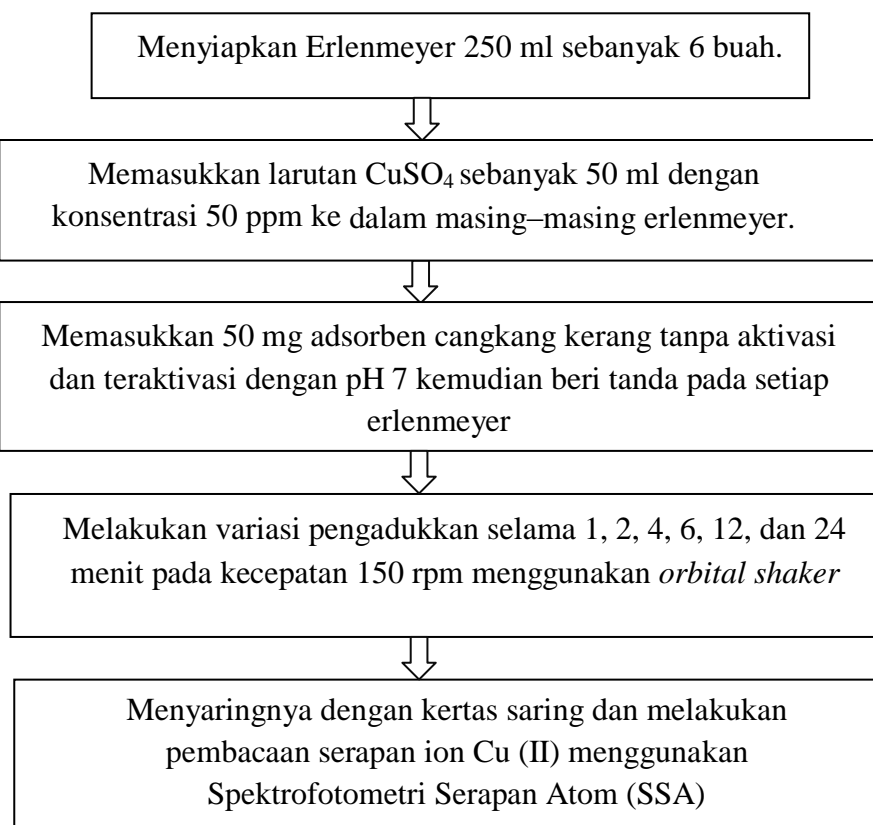 Menyiapkan Erlenmeyer 250 ml sebanyak 6 buah.
Memasukkan larutan CuSO₄ sebanyak 50 ml dengan
konsentrasi 50 ppm ke dalam masing–masing erlenmeyer.
Memasukkan 50 mg adsorben cangkang kerang tanpa aktivasi
dan teraktivasi dengan pH 7 kemudian beri tanda pada setiap
erlenmeyer
Melakukan variasi pengadukkan selama 1, 2, 4, 6, 12, dan 24
menit pada kecepatan 150 rpm menggunakan orbital shaker
Menyaringnya dengan kertas saring dan melakukan
pembacaan serapan ion Cu (II) menggunakan
Spektrofotometri Serapan Atom (SSA)